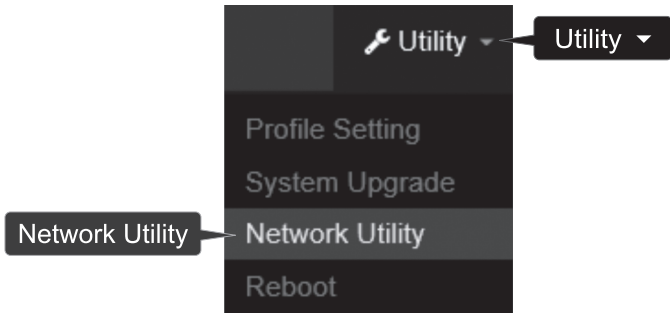 Utility
Utility
Profile Setting
System Upgrade
Network Utility
Network Utility
Reboot